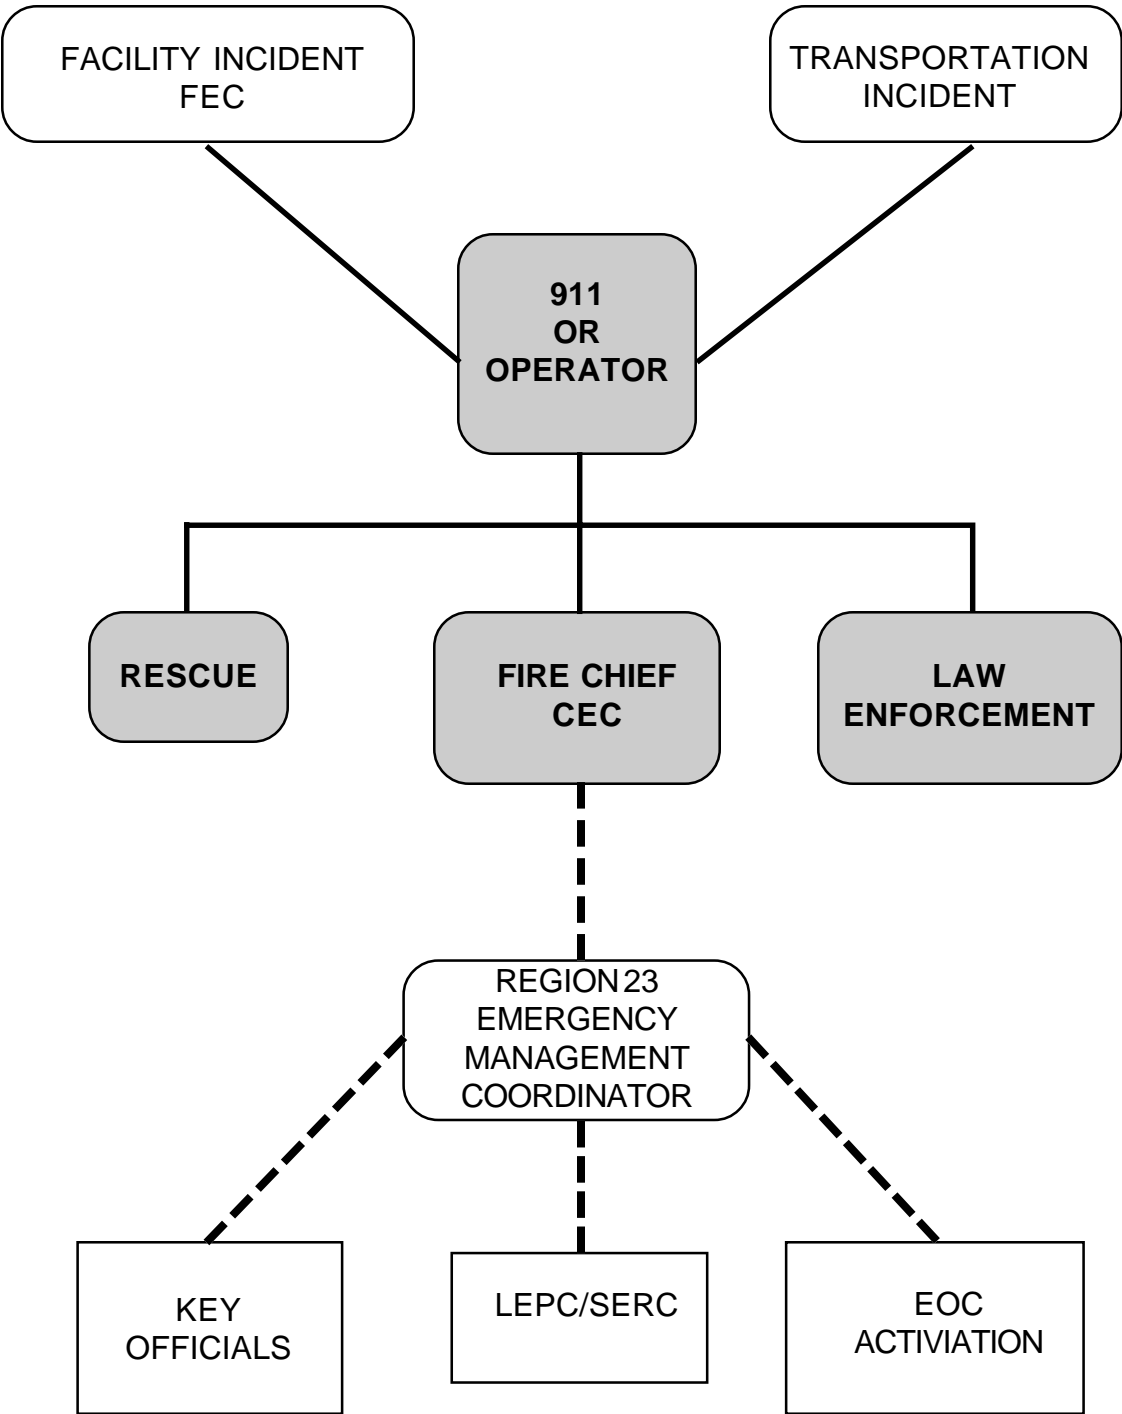 FACILITY INCIDENT
FEC
TRANSPORTATION
INCIDENT
911
OR
OPERATOR
RESCUE
FIRE CHIEF
CEC
LAW
ENFORCEMENT
REGION 23
EMERGENCY
MANAGEMENT
COORDINATOR
KEY
OFFICIALS
LEPC/SERC
EOC
ACTIVIATION